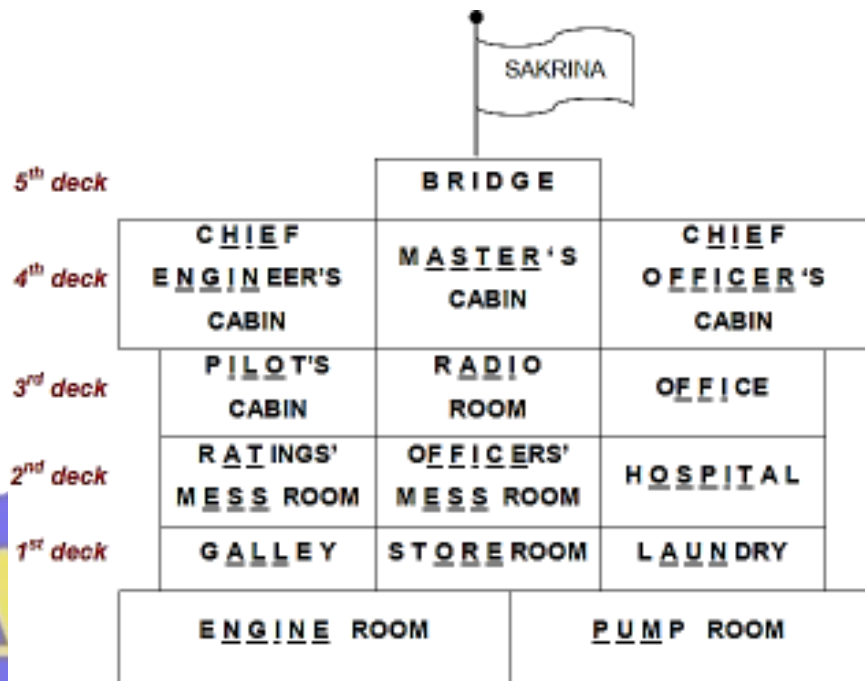 SAKRINA
5th deck
BRIDGE
4th deck
CHIEF
ENGINEER'S
CABIN
MASTER'S
CABIN
CHIEF
OFFICER'S
CABIN
3rd deck
PILOT'S
CABIN
RADIO
ROOM
OFFICE
2nd deck
RATINGS'
MESS ROOM
OFFICERS'
MESS ROOM
HOSPITAL
1st deck
GALLEY
STOREROOM
LAUNDRY
ENGINE ROOM
PUMP ROOM